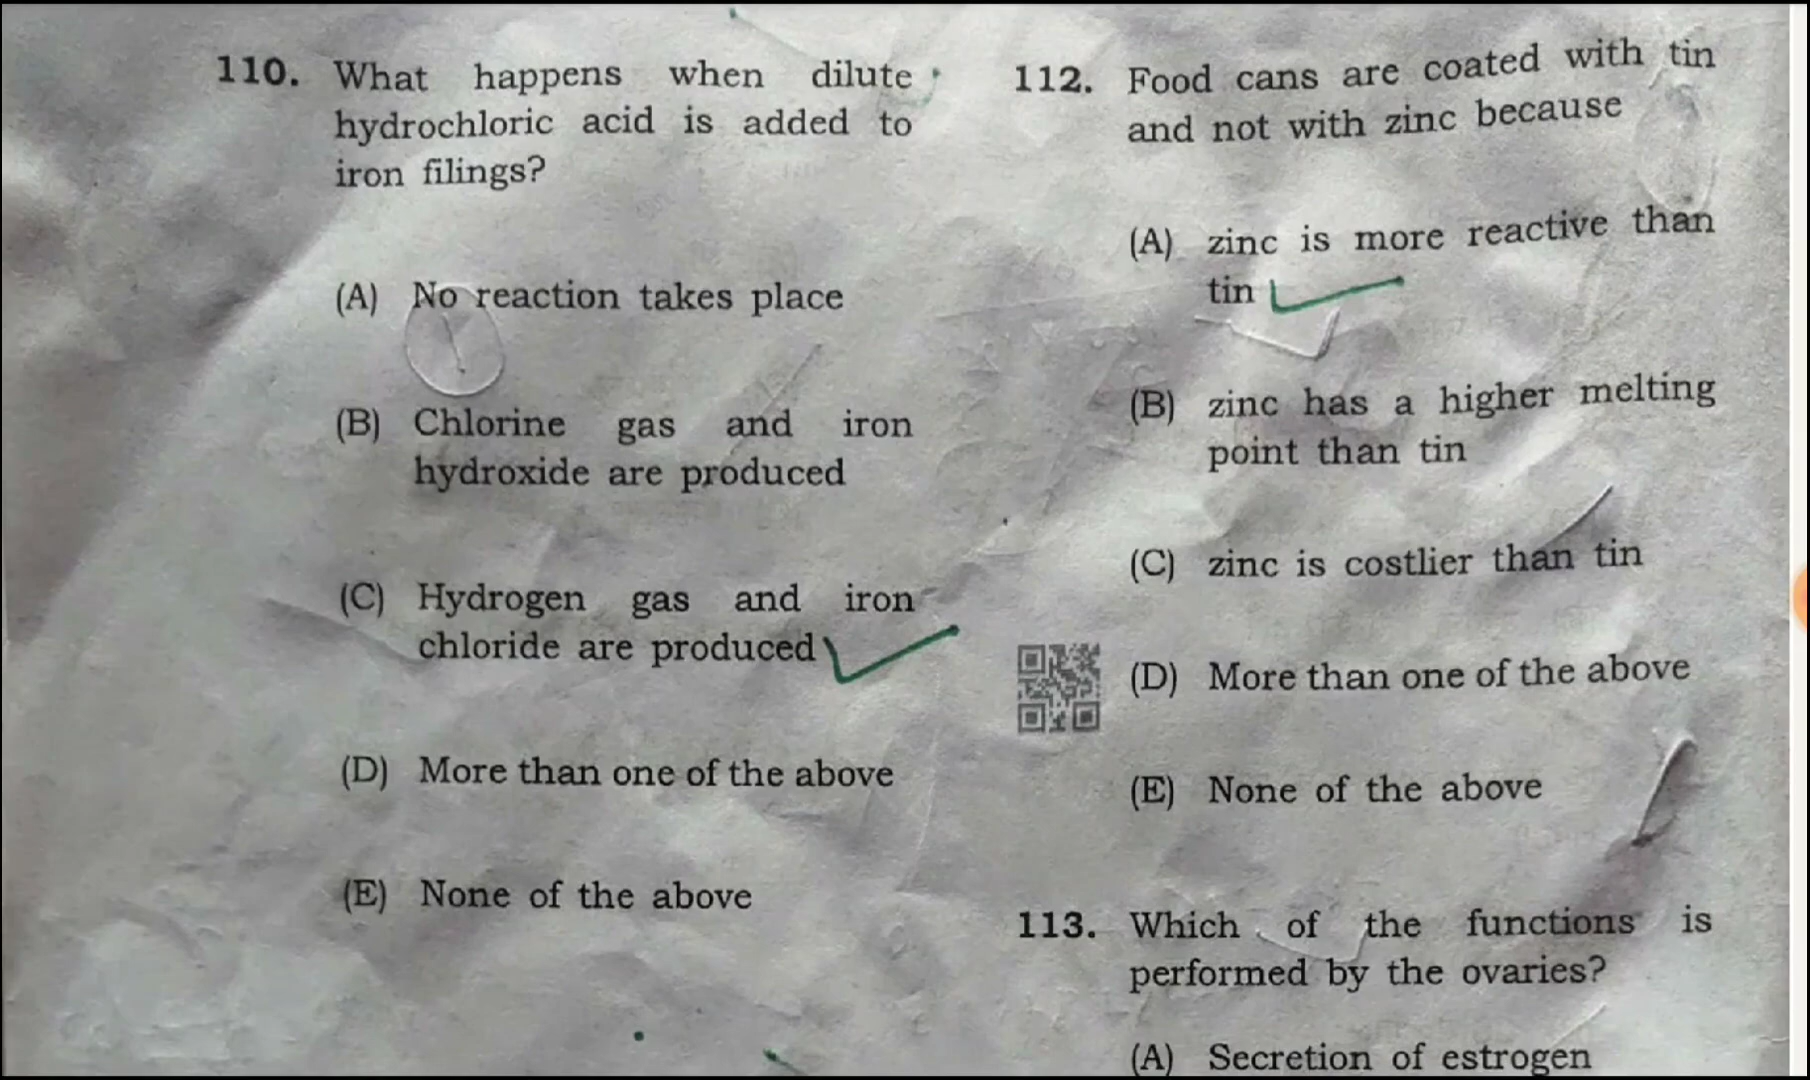 110. What happens when dilute
hydrochloric acid is added to
iron filings?
(A) No reaction takes place
(B) Chlorine gas and iron
hydroxide are produced
(C) Hydrogen gas and iron
chloride are produced
(D) More than one of the above
(E) None of the above
112. Food cans are coated with tin
and not with zinc because
(A) zinc is more reactive than
tin
(B) zinc has a higher melting
point than tin
(C) zinc is costlier than tin
(D) More than one of the above
(E) None of the above
113. Which of the functions is
performed by the ovaries?
(A) Secretion of estrogen